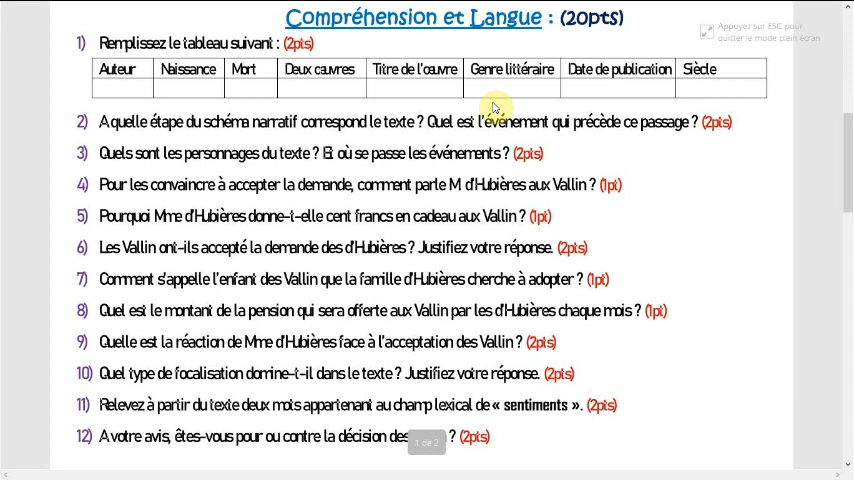 Compréhension et Langue : (20pts)
Appuyez sur ESC pour
quitter le mode plein écran
1) Remplissez le tableau suivant : (2pts)
Auteur Naissance Mort Deux œuvres Titre de l'œuvre Genre littéraire Date de publication Siècle
2) A quelle étape du schéma narratif correspond le texte ? Quel est l'événement qui précède ce passage ? (2pts)
3) Quels sont les personnages du texte ? Et où se passe les événements ? (2pts)
4) Pour les convaincre à accepter la demande, comment parle M d'Hubières aux Vallin ? (1pt)
5) Pourquoi Mme d'Hubières donne-t-elle cent francs en cadeau aux Vallin ? (1pt)
6) Les Vallin ont-ils accepté la demande des d'Hubières ? Justifiez votre réponse. (2pts)
7) Comment s'appelle l'enfant des Vallin que la famille d'Hubières cherche à adopter ? (1pt)
8) Quel est le montant de la pension qui sera offerte aux Vallin par les d'Hubières chaque mois ? (1pt)
9) Quelle est la réaction de Mme d'Hubières face à l'acceptation des Vallin ? (2pts)
10) Quel type de focalisation domine-t-il dans le texte ? Justifiez votre réponse. (2pts)
11) Relevez à partir du texte deux mots appartenant au champ lexical de « sentiments ». (2pts)
12) A votre avis, êtes-vous pour ou contre la décision des ? (2pts)
1 de 2